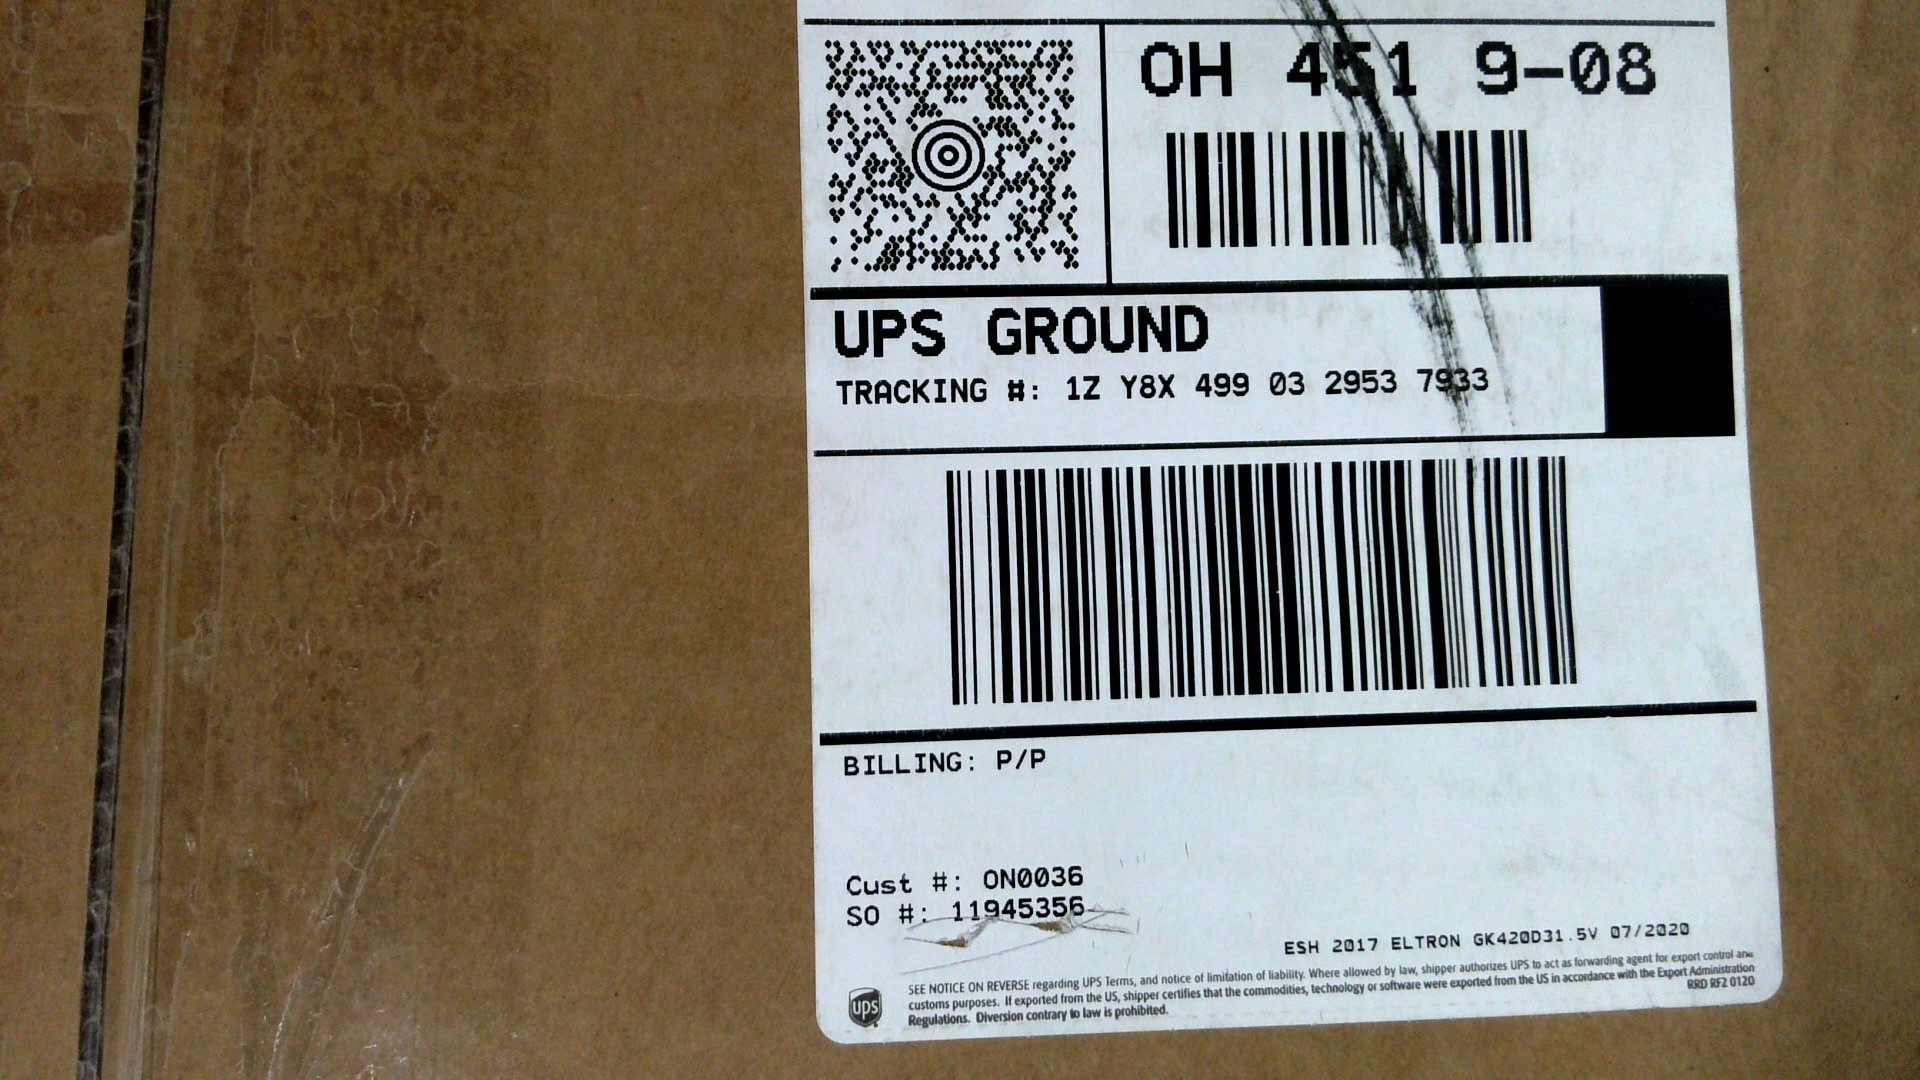 OH 451 9-08
UPS GROUND
TRACKING #: 1Z Y8X 499 03 2953 7933
BILLING: P/P
Cust #: ON0036
SO #: 11945356
ESH 2017 ELTRON GK420D31.5V 07/2020
SEE NOTICE ON REVERSE regarding UPS Terms, and notice of limitation of liability. Where allowed by law, shipper authorizes UPS to act as forwarding agent for export control and
customs purposes. If exported from the US, shipper certifies that the commodities, technology or software were exported from the US in accordance with the Export Administration
Regulations. Diversion contrary to law is prohibited.
RRD RF2 0120
ups